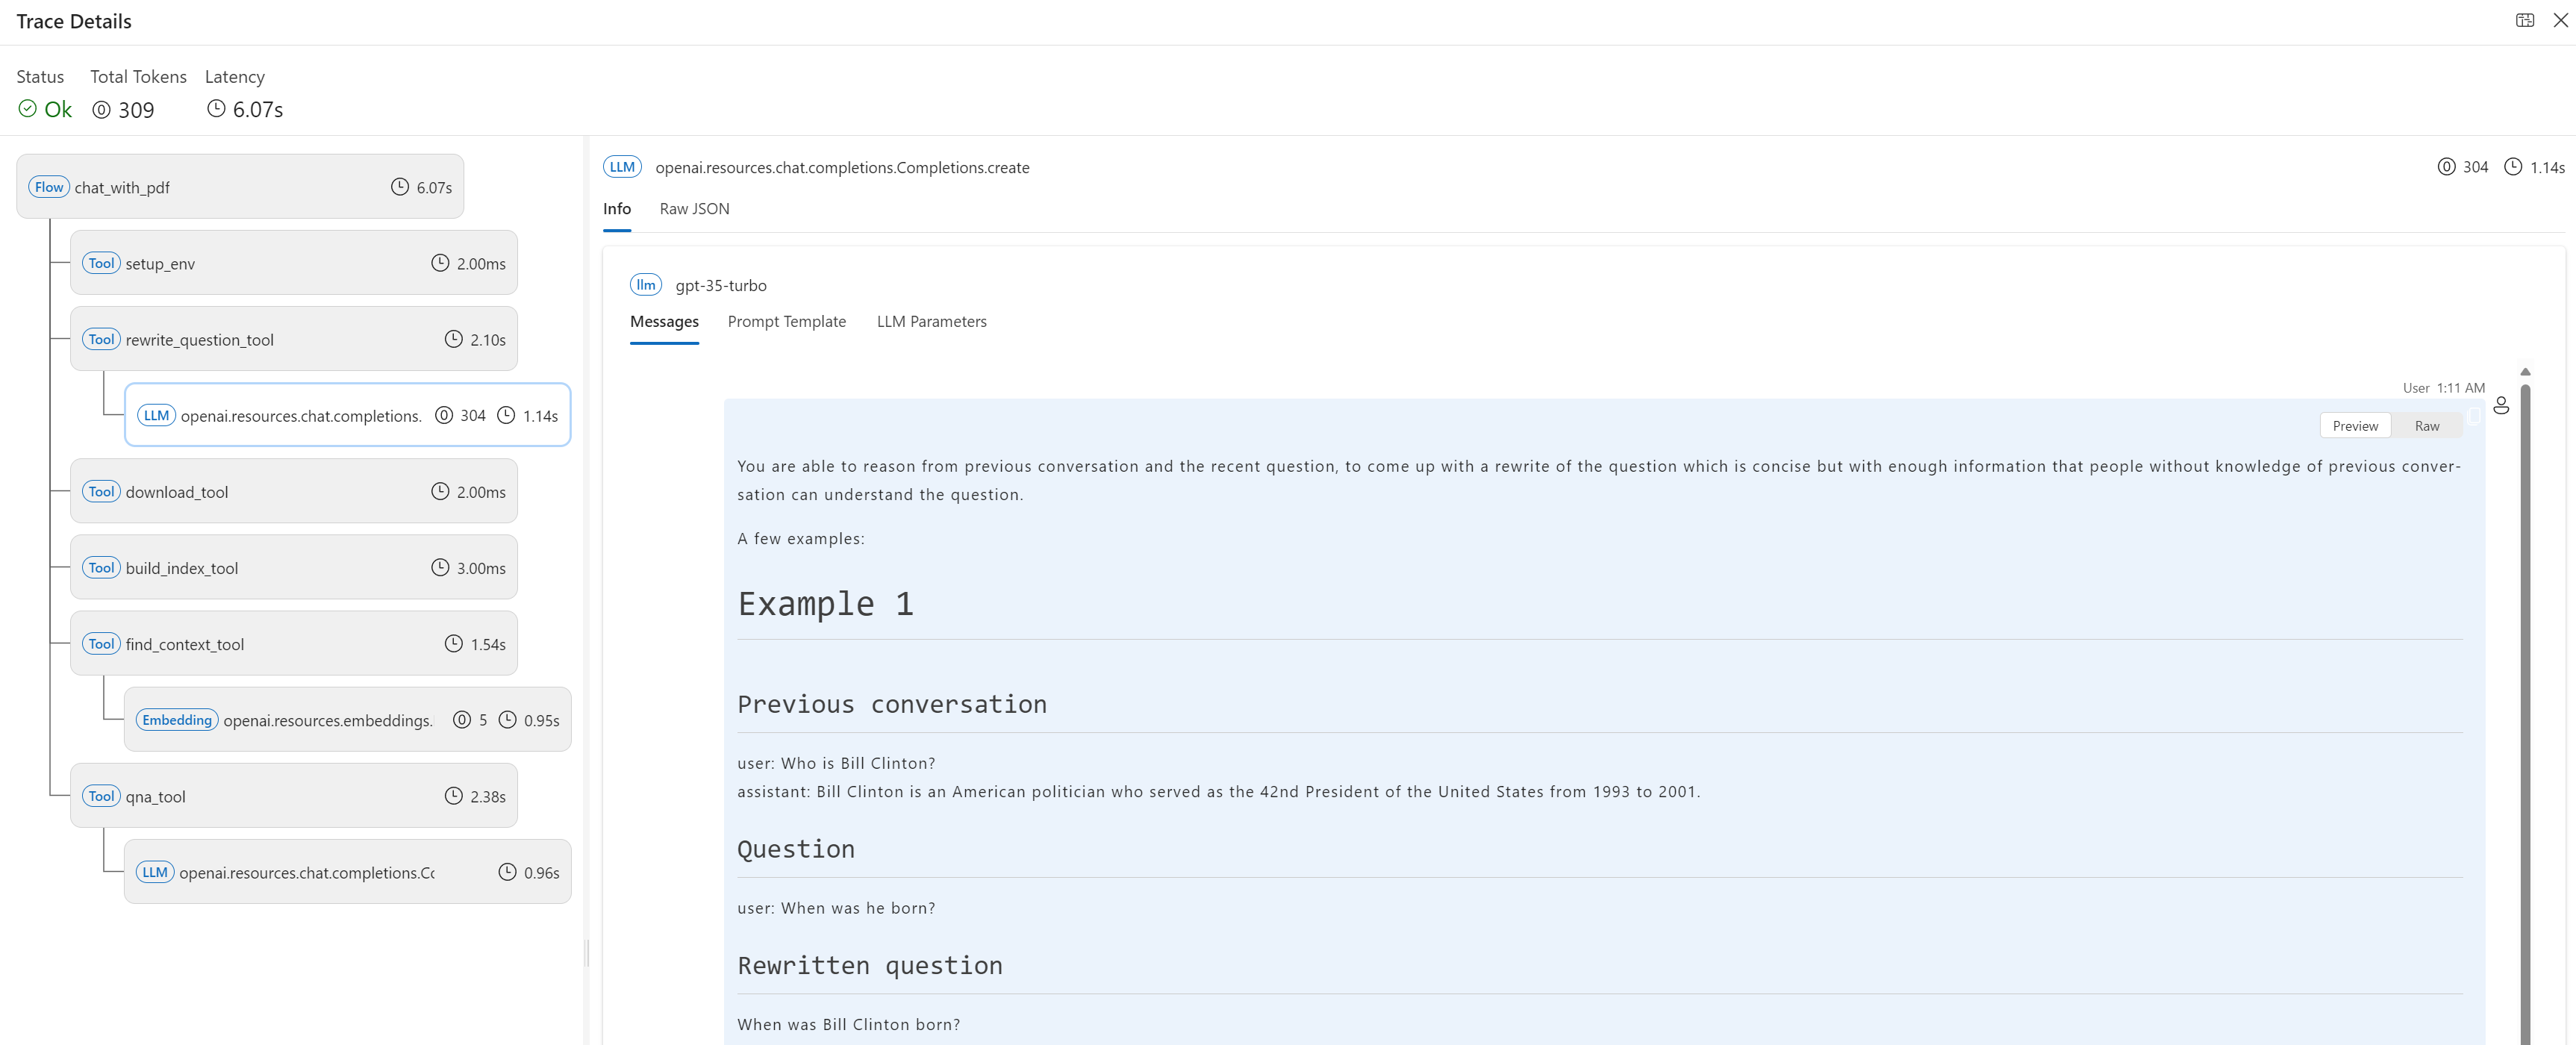 Trace Details
Status Total Tokens Latency
Ok 309 6.07s
Flow chat_with_pdf 6.07s
Tool setup_env 2.00ms
Tool rewrite_question_tool 2.10s
LLM openai.resources.chat.completions. 304 1.14s
Tool download_tool 2.00ms
Tool build_index_tool 3.00ms
Tool find_context_tool 1.54s
Embedding openai.resources.embeddings. 5 0.95s
Tool qna_tool 2.38s
LLM openai.resources.chat.completions.Cc 0.96s
LLM openai.resources.chat.completions.Completions.create 304 1.14s
Info Raw JSON
llm gpt-35-turbo
Messages Prompt Template LLM Parameters
User 1:11 AM
Preview Raw
You are able to reason from previous conversation and the recent question, to come up with a rewrite of the question which is concise but with enough information that people without knowledge of previous conver-
sation can understand the question.
A few examples:
Example 1
Previous conversation
user: Who is Bill Clinton?
assistant: Bill Clinton is an American politician who served as the 42nd President of the United States from 1993 to 2001.
Question
user: When was he born?
Rewritten question
When was Bill Clinton born?